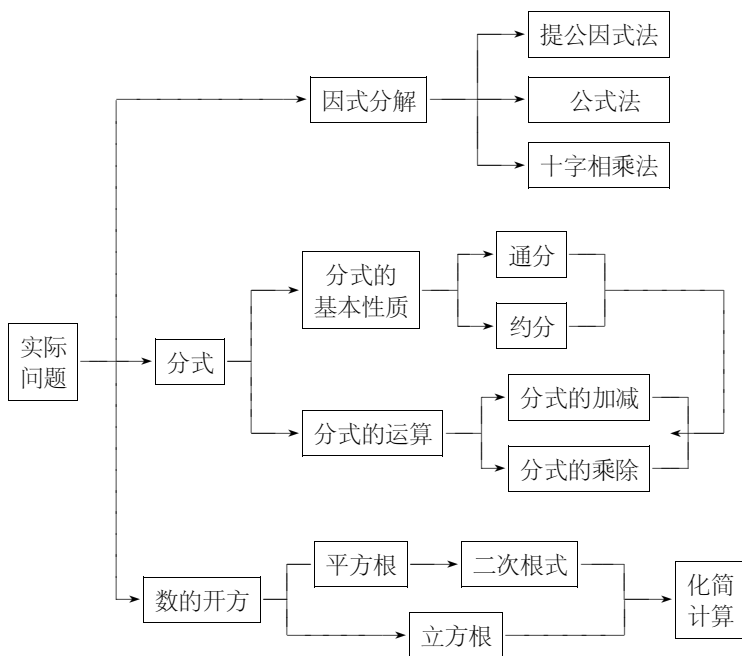 提公因式法
因式分解
公式法
十字相乘法
分式的
基本性质
通分
约分
实际
问题
分式
分式的加减
分式的运算
分式的乘除
平方根
二次根式
数的开方
立方根
化简
计算